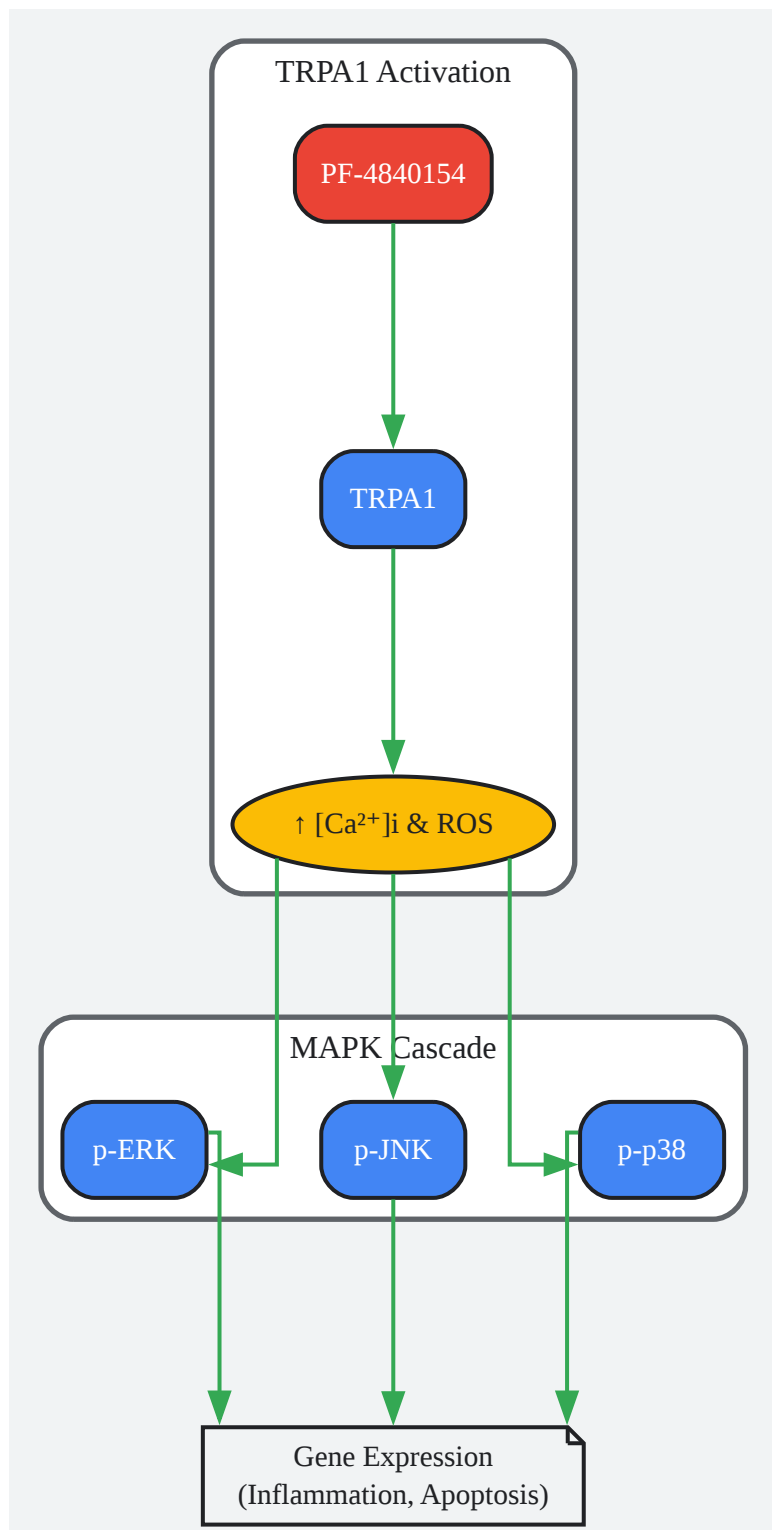 TRPA1 Activation
PF-4840154
TRPA1
↑ [Ca²⁺]i & ROS
MAPK Cascade
p-ERK
p-JNK
p-p38
Gene Expression
(Inflammation, Apoptosis)